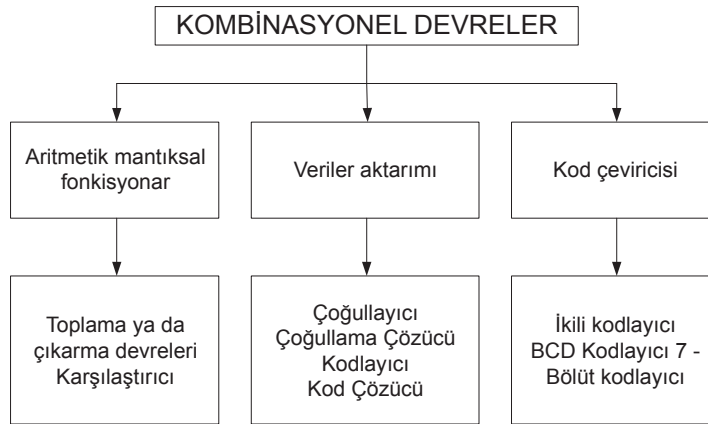 KOMBİNASYONEL DEVRELER
Aritmetik mantıksal
fonkisyonar
Veriler aktarımı
Kod çeviricisi
Toplama ya da
çıkarma devreleri
Karşılaştırıcı
Çoğullayıcı
Çoğullama Çözücü
Kodlayıcı
Kod Çözücü
İkili kodlayıcı
BCD Kodlayıcı 7 -
Bölüt kodlayıcı